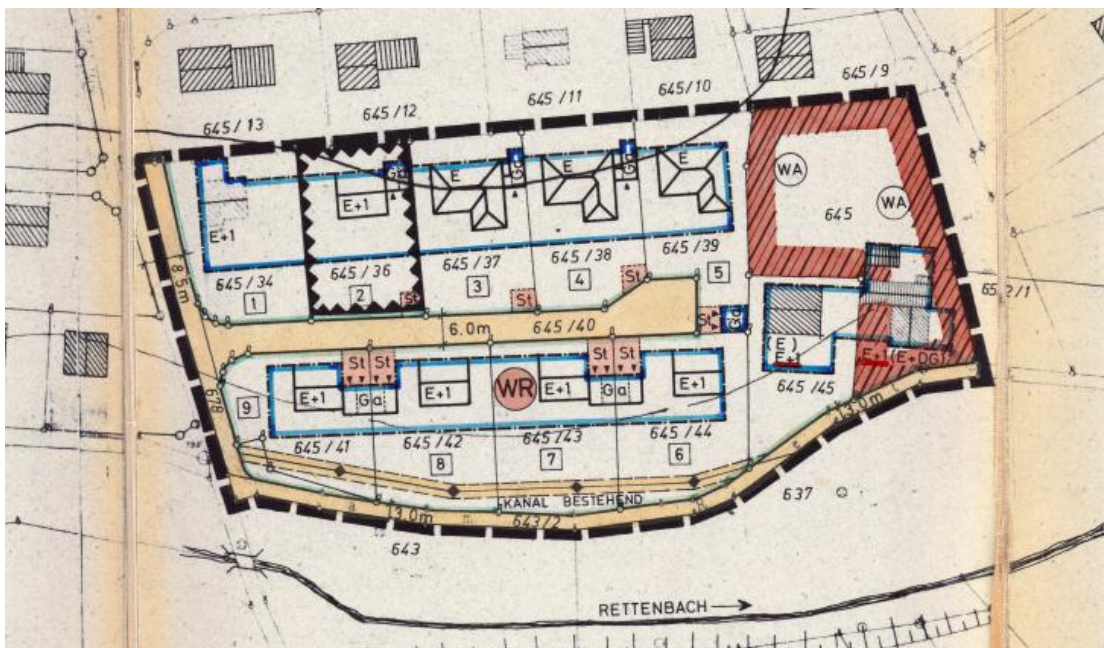 645/9
645/10
645/11
645/12
645/13
Ga
Ga
Ga
E
E
E
WA
WA
645
E+1
E+1
645/34
645/36
645/37
645/38
645/39
1
2
3
4
5
St
St
St
St
Ga
8.5m
6.0m
645/40
(E)
E+1
E+1(E+DG)
645/45
St
St
St
St
E+1
Ga
E+1
WR
E+1
Ga
E+1
678
9
645/41
645/42
645/43
645/44
8
7
6
13.0m
KANAL BESTEHEND
13.0m
643/2
637
643
RETTENBACH